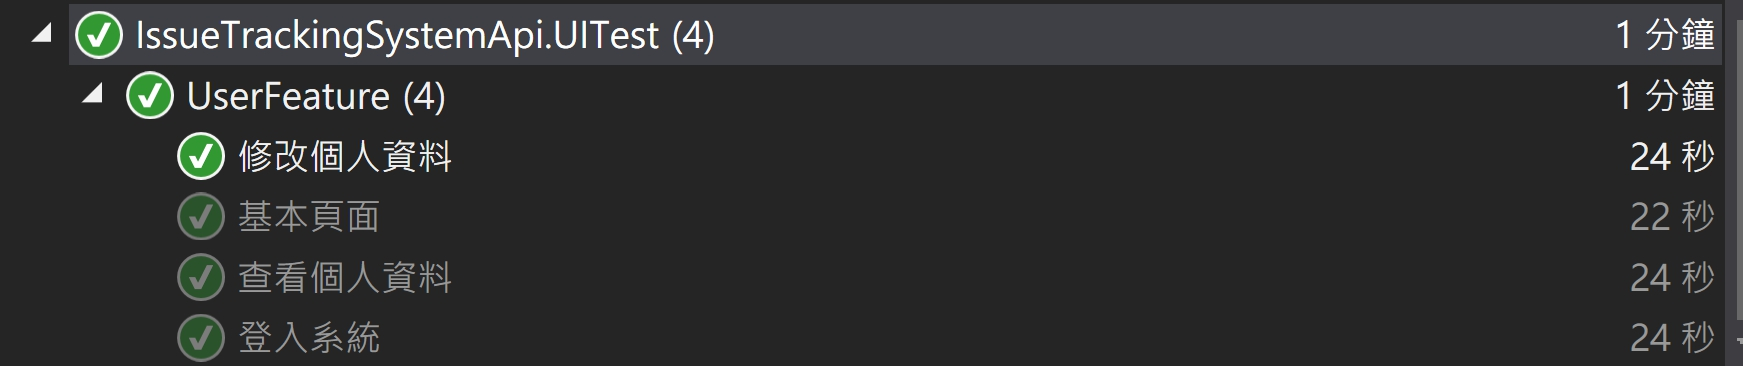 IssueTrackingSystemApi.UITest (4) 1 分鐘
UserFeature (4) 1 分鐘
修改個人資料 24 秒
基本頁面 22 秒
查看個人資料 24 秒
登入系統 24 秒